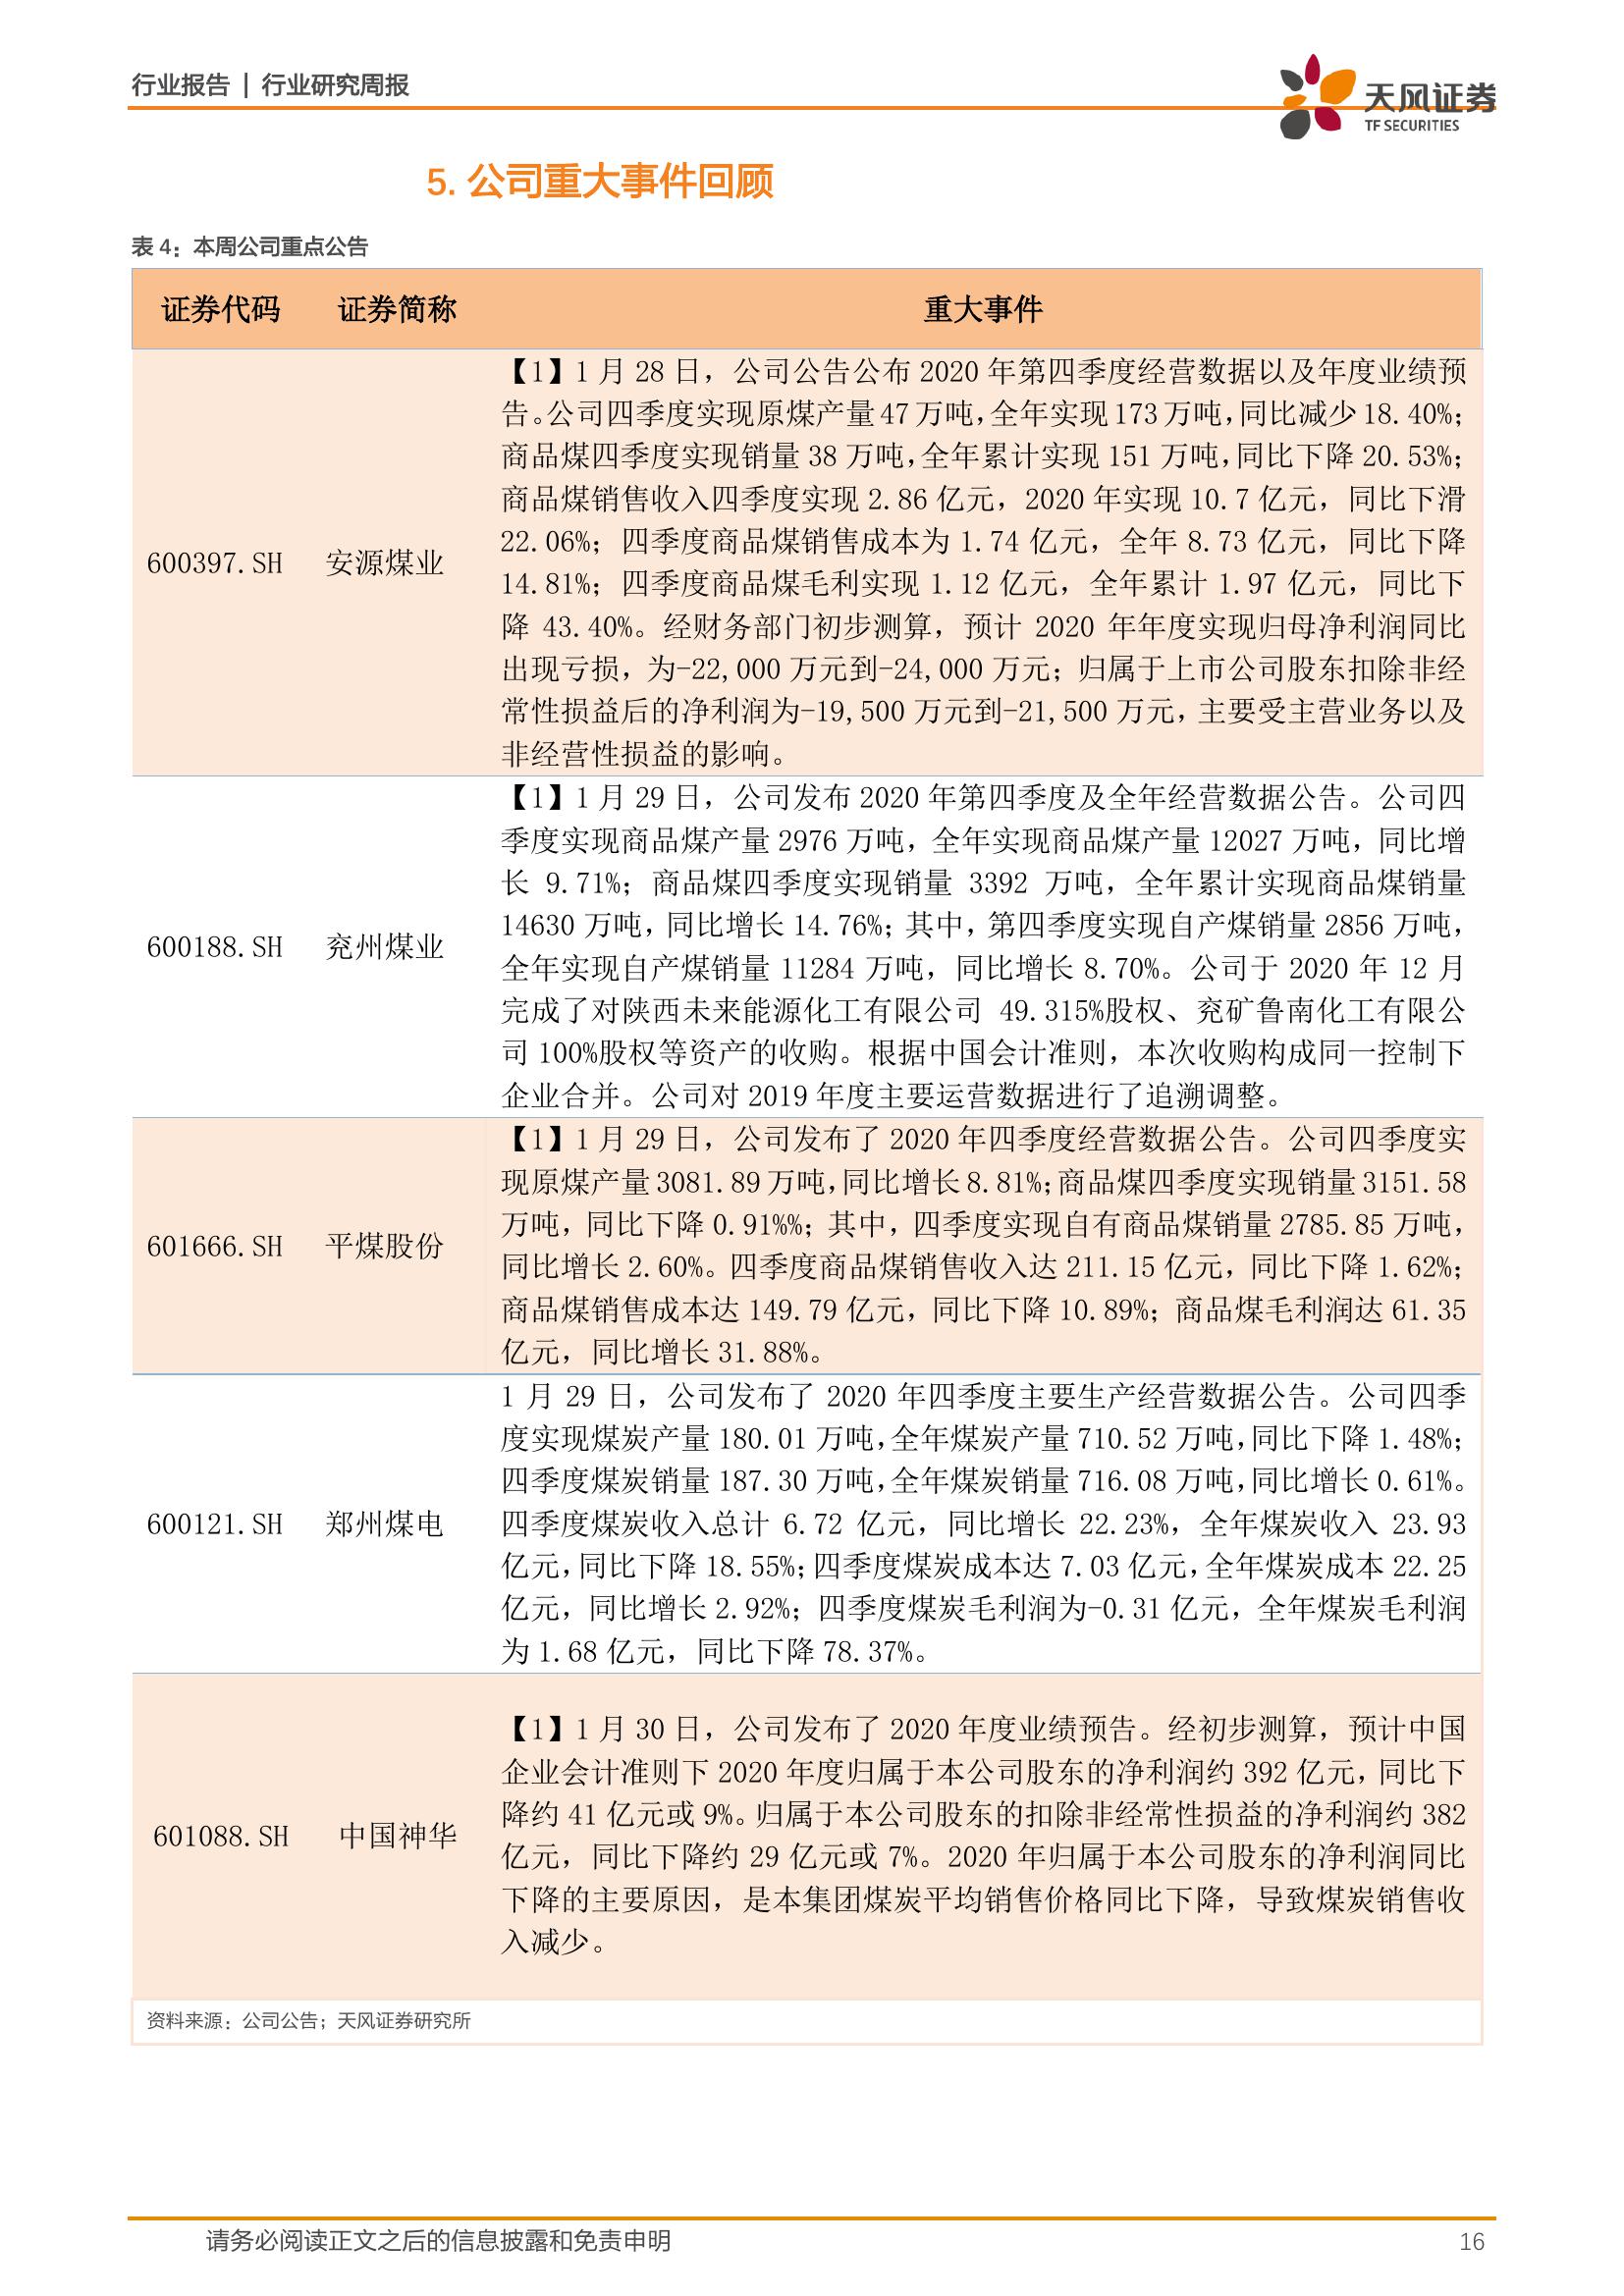 行业报告 | 行业研究周报
天风证券
TF SECURITIES
5. 公司重大事件回顾
表 4：本周公司重点公告
证券代码 证券简称 重大事件
【1】1 月 28 日，公司公告公布 2020 年第四季度经营数据以及年度业绩预
告。公司四季度实现原煤产量 47 万吨，全年实现 173 万吨，同比减少 18.40%；
商品煤四季度实现销量 38 万吨，全年累计实现 151 万吨，同比下降 20.53%；
商品煤销售收入四季度实现 2.86 亿元，2020 年实现 10.7 亿元，同比下滑
22.06%；四季度商品煤销售成本为 1.74 亿元，全年 8.73 亿元，同比下降
600397.SH 安源煤业
14.81%；四季度商品煤毛利实现 1.12 亿元，全年累计 1.97 亿元，同比下
降 43.40%。经财务部门初步测算，预计 2020 年年度实现归母净利润同比
出现亏损，为-22,000 万元到-24,000 万元；归属于上市公司股东扣除非经
常性损益后的净利润为-19,500 万元到-21,500 万元，主要受主营业务以及
非经营性损益的影响。
【1】1 月 29 日，公司发布 2020 年第四季度及全年经营数据公告。公司四
季度实现商品煤产量 2976 万吨，全年实现商品煤产量 12027 万吨，同比增
长 9.71%；商品煤四季度实现销量 3392 万吨，全年累计实现商品煤销量
14630 万吨，同比增长 14.76%；其中，第四季度实现自产煤销量 2856 万吨，
600188.SH 兖州煤业
全年实现自产煤销量 11284 万吨，同比增长 8.70%。公司于 2020 年 12 月
完成了对陕西未来能源化工有限公司 49.315%股权、兖矿鲁南化工有限公
司 100%股权等资产的收购。根据中国会计准则，本次收购构成同一控制下
企业合并。公司对 2019 年度主要运营数据进行了追溯调整。
【1】1 月 29 日，公司发布了 2020 年四季度经营数据公告。公司四季度实
现原煤产量 3081.89 万吨，同比增长 8.81%；商品煤四季度实现销量 3151.58
万吨，同比下降 0.91%%；其中，四季度实现自有商品煤销量 2785.85 万吨，
601666.SH 平煤股份
同比增长 2.60%。四季度商品煤销售收入达 211.15 亿元，同比下降 1.62%；
商品煤销售成本达 149.79 亿元，同比下降 10.89%；商品煤毛利润达 61.35
亿元，同比增长 31.88%。
1 月 29 日，公司发布了 2020 年四季度主要生产经营数据公告。公司四季
度实现煤炭产量 180.01 万吨，全年煤炭产量 710.52 万吨，同比下降 1.48%；
四季度煤炭销量 187.30 万吨，全年煤炭销量 716.08 万吨，同比增长 0.61%。
600121.SH 郑州煤电
四季度煤炭收入总计 6.72 亿元，同比增长 22.23%，全年煤炭收入 23.93
亿元，同比下降 18.55%；四季度煤炭成本达 7.03 亿元，全年煤炭成本 22.25
亿元，同比增长 2.92%；四季度煤炭毛利润为-0.31 亿元，全年煤炭毛利润
为 1.68 亿元，同比下降 78.37%。
【1】1 月 30 日，公司发布了 2020 年度业绩预告。经初步测算，预计中国
企业会计准则下 2020 年度归属于本公司股东的净利润约 392 亿元，同比下
降约 41 亿元或 9%。归属于本公司股东的扣除非经常性损益的净利润约 382
601088.SH 中国神华
亿元，同比下降约 29 亿元或 7%。2020 年归属于本公司股东的净利润同比
下降的主要原因，是本集团煤炭平均销售价格同比下降，导致煤炭销售收
入减少。
资料来源：公司公告；天风证券研究所
请务必阅读正文之后的信息披露和免责申明 16